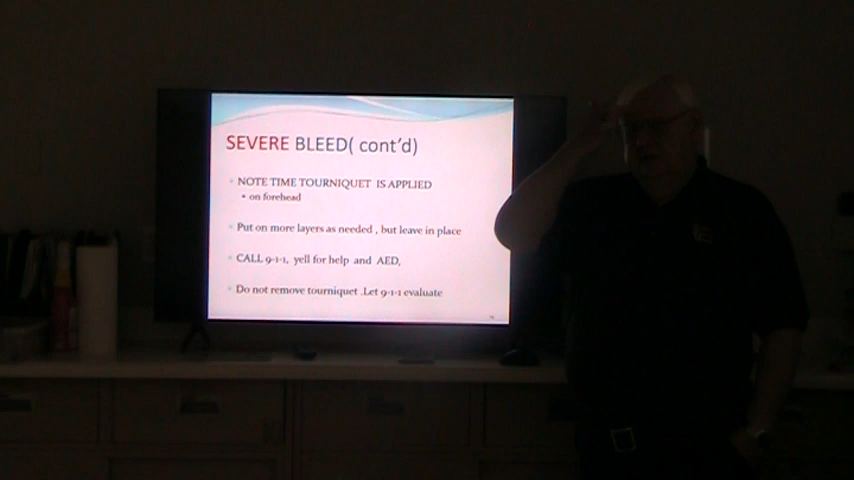 SEVERE BLEED( cont'd)
NOTE TIME TOURNIQUET IS APPLIED
• on forehead
Put on more layers as needed , but leave in place
CALL 9-1-1, yell for help and AED,
Do not remove tourniquet .Let 9-1-1 evaluate